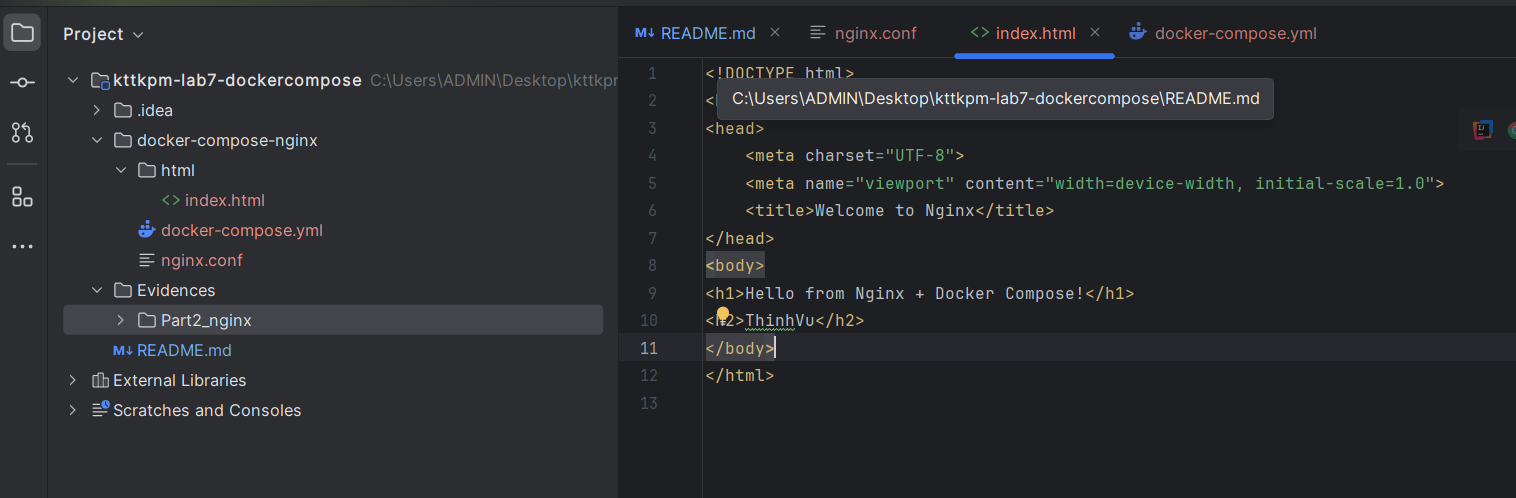 Project
kttkpm-lab7-dockercompose C:\Users\ADMIN\Desktop\kttkpr
.idea
docker-compose-nginx
html
<> index.html
docker-compose.yml
nginx.conf
Evidences
Part2_nginx
M↓ README.md
External Libraries
Scratches and Consoles
M↓ README.md nginx.conf <> index.html docker-compose.yml
C:\Users\ADMIN\Desktop\kttkpm-lab7-dockercompose\README.md
1 <!DOCTYPE html>
2 <
3 <head>
4 <meta charset="UTF-8">
5 <meta name="viewport" content="width=device-width, initial-scale=1.0">
6 <title>Welcome to Nginx</title>
7 </head>
8 <body>
9 <h1>Hello from Nginx + Docker Compose!</h1>
10 <h2>ThinhVu</h2>
11 </body>
12 </html>
13